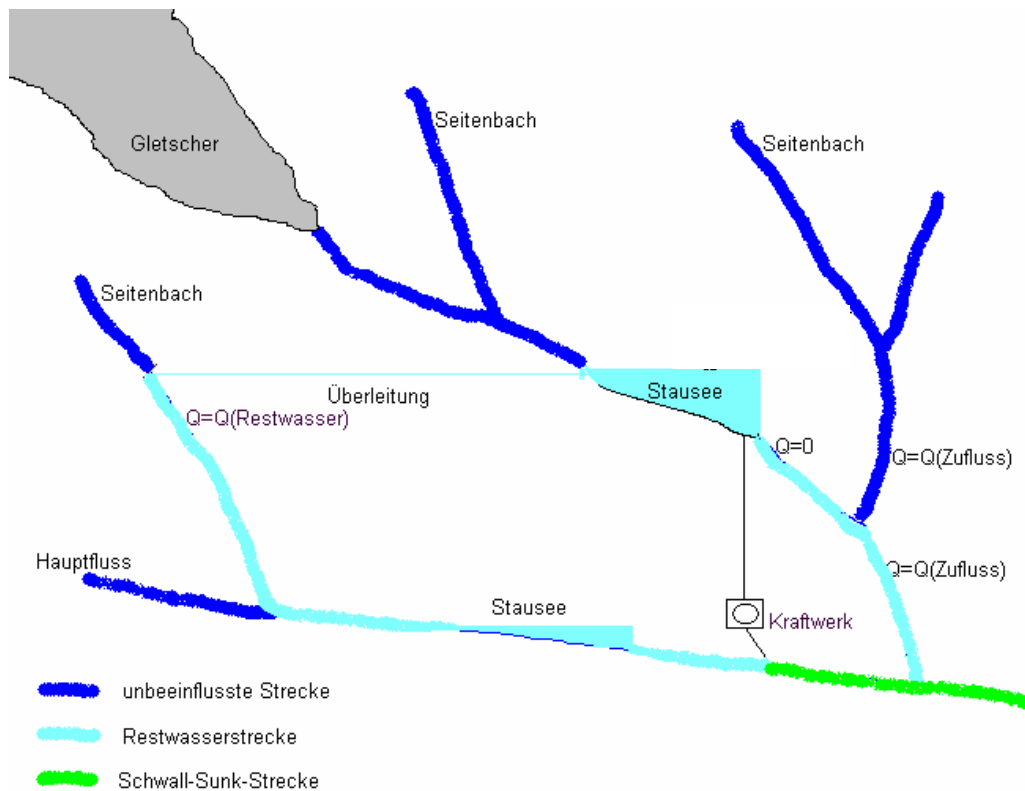 Seitenbach
Gletscher
Seitenbach
Seitenbach
Überleitung
Stausee
Q=Q(Restwasser)
Q=0
Q=Q(Zufluss)
Hauptfluss
Q=Q(Zufluss)
Stausee
Kraftwerk
unbeeinflusste Strecke
Restwasserstrecke
Schwall-Sunk-Strecke